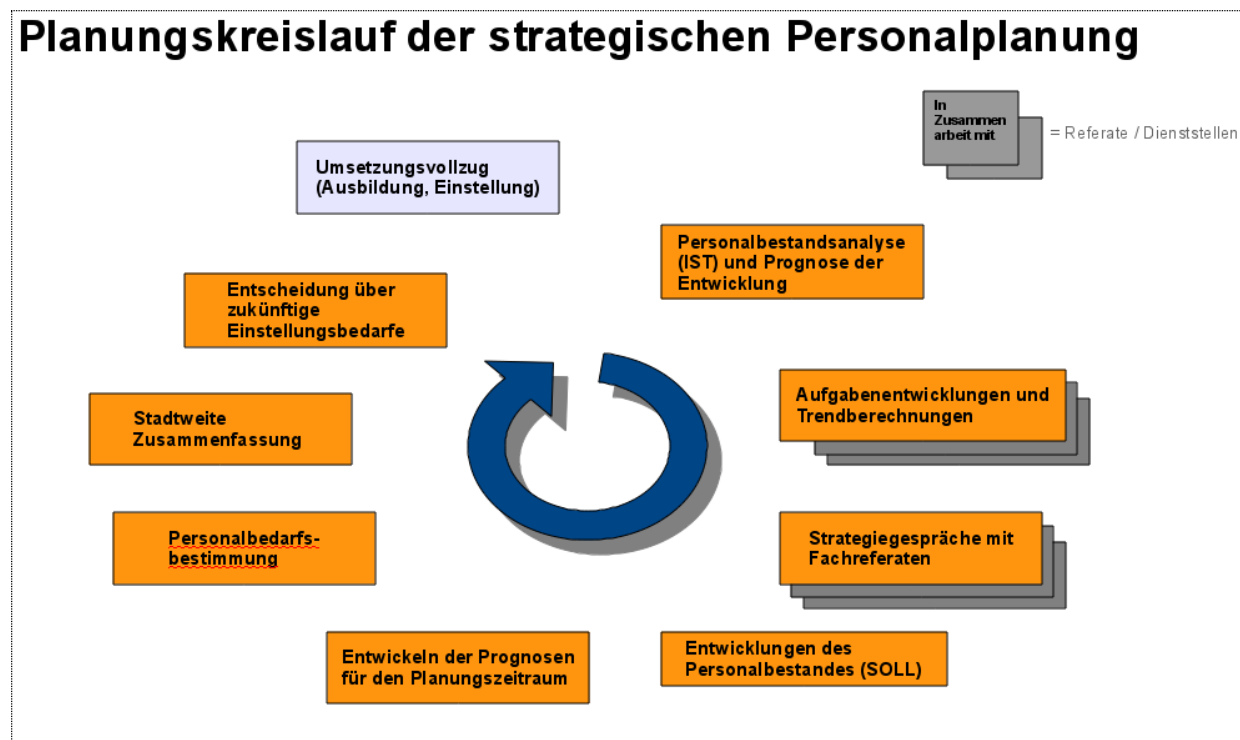 Planungskreislauf der strategischen Personalplanung
In
Zusammen
arbeit mit
= Referate / Dienststellen
Umsetzungsvollzug
(Ausbildung, Einstellung)
Personalbestandsanalyse
(IST) und Prognose der
Entwicklung
Entscheidung über
zukünftige
Einstellungsbedarfe
Aufgabenentwicklungen und
Trendberechnungen
Stadtweite
Zusammenfassung
Personalbedarfs-
bestimmung
Strategiegespräche mit
Fachreferaten
Entwickeln der Prognosen
für den Planungszeitraum
Entwicklungen des
Personalbestandes (SOLL)